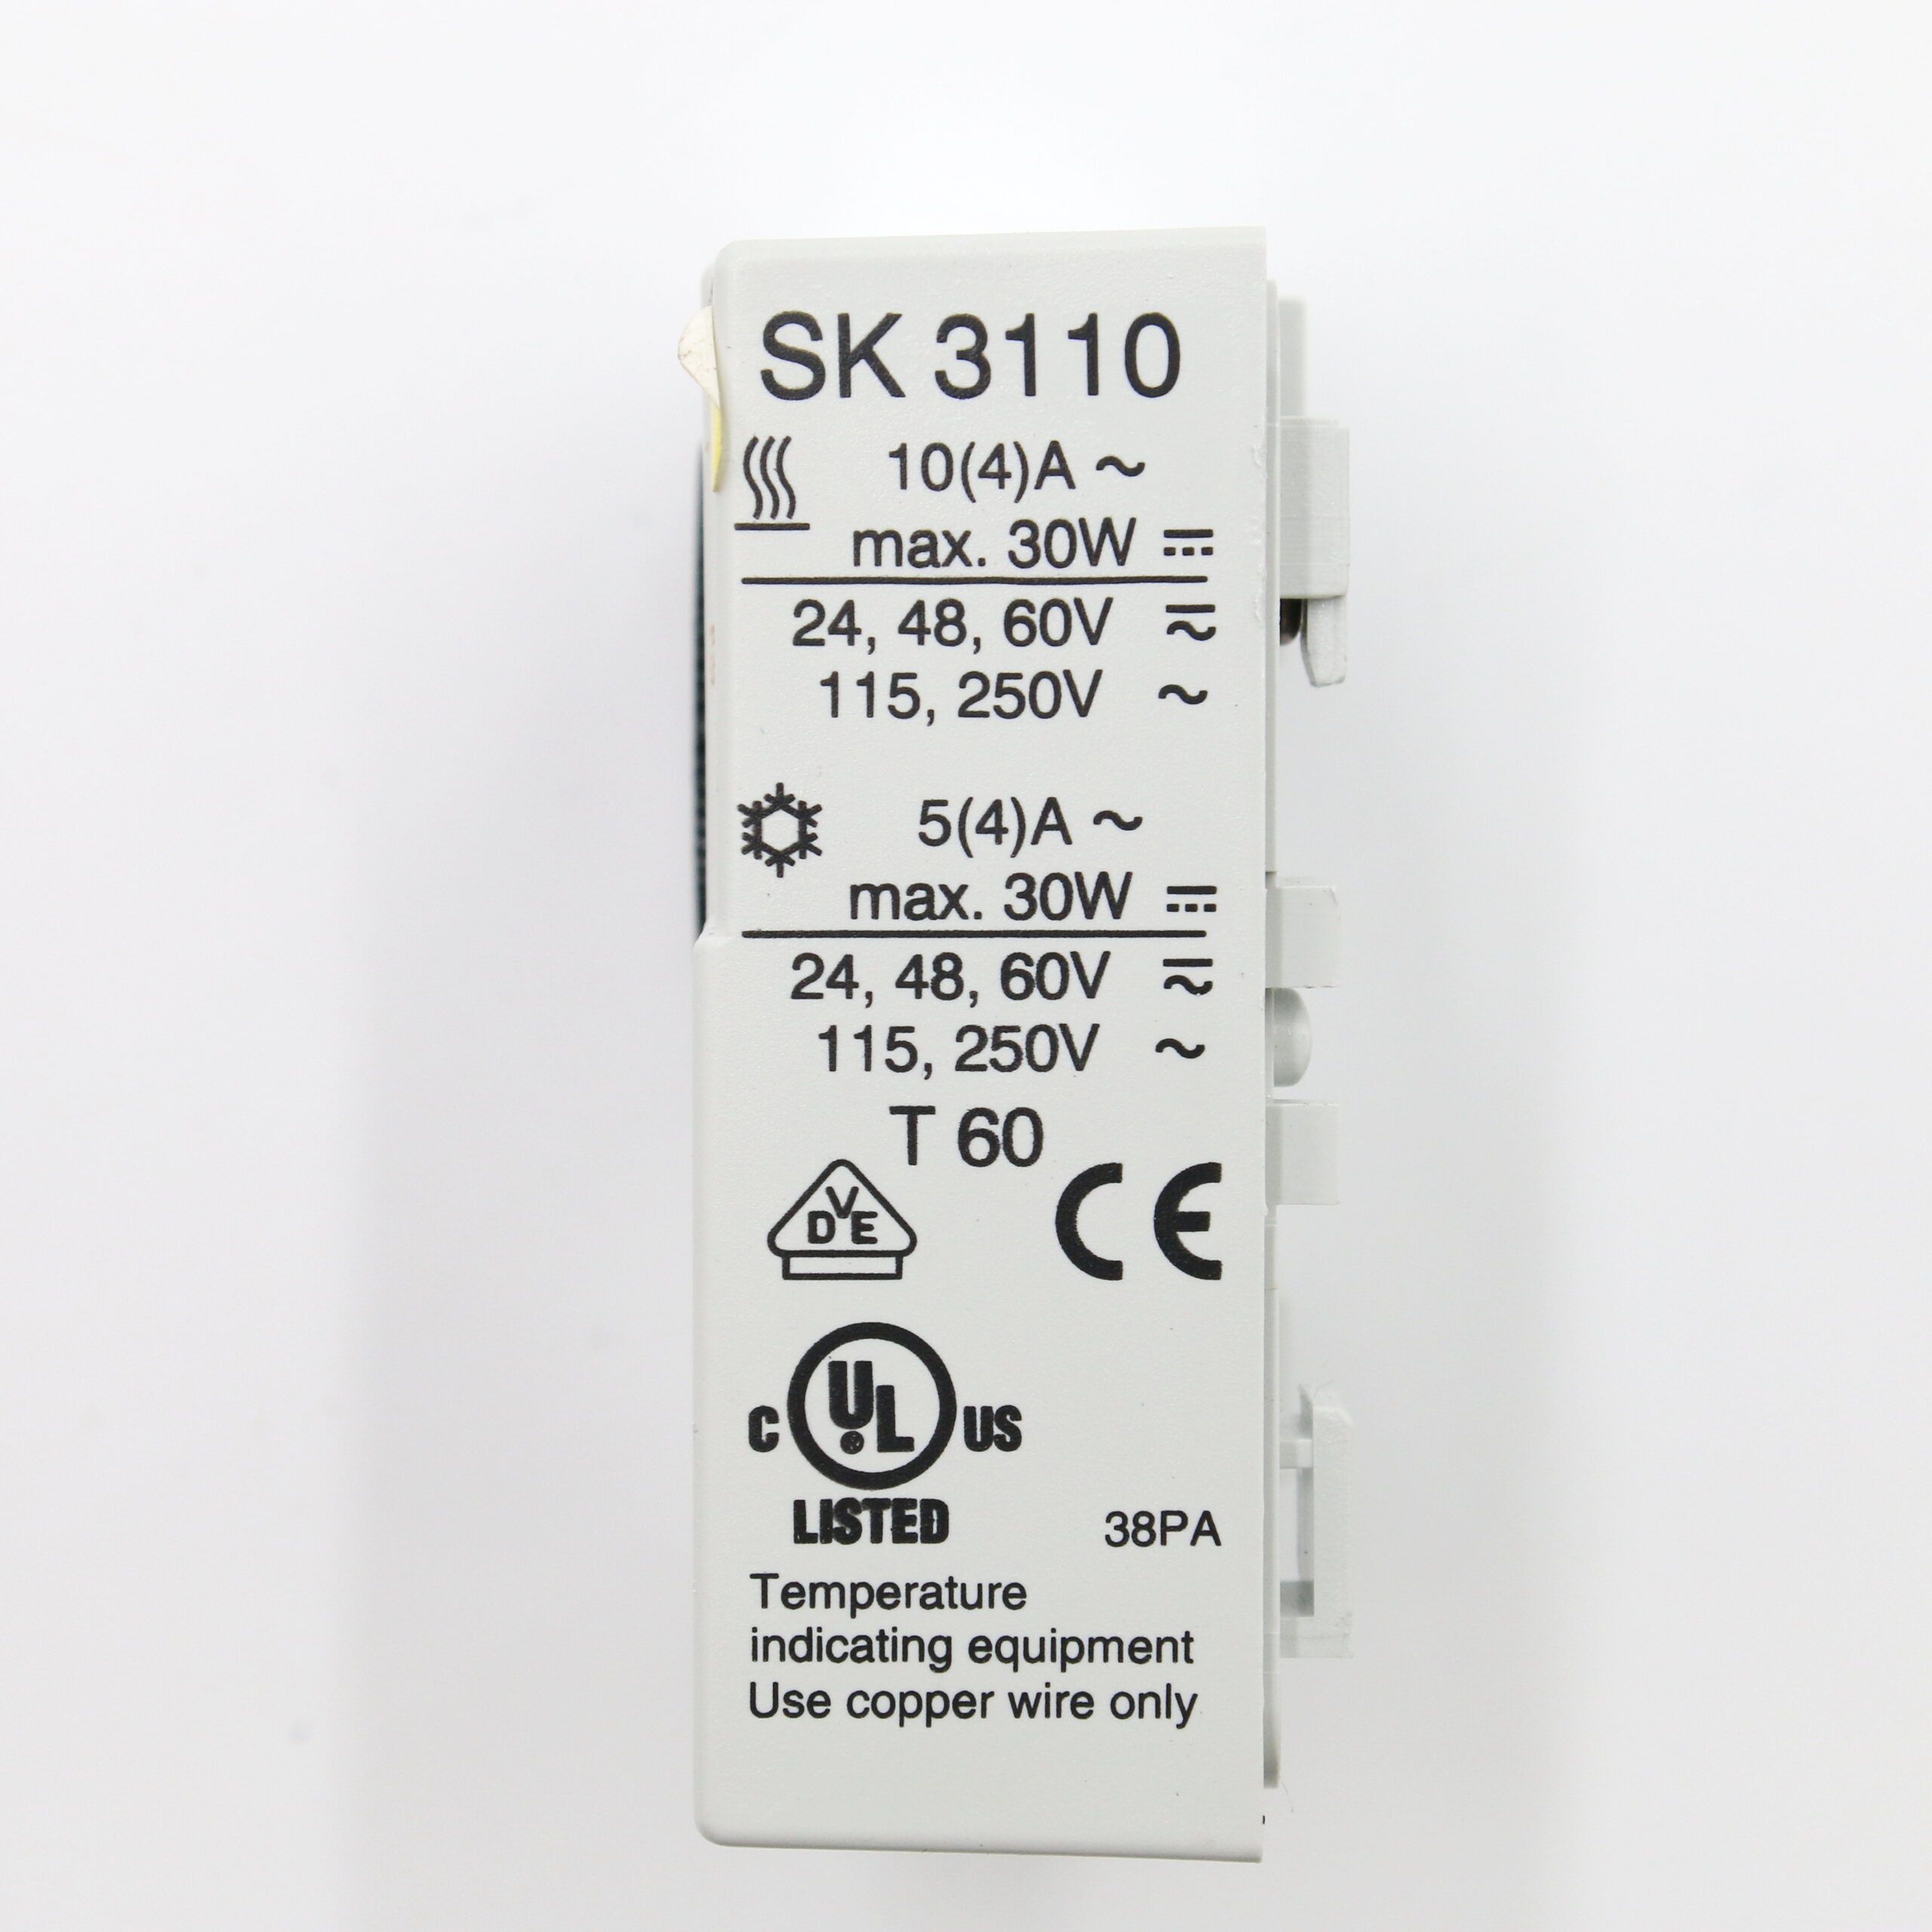 SK 3110
10(4)A ~
max. 30W ⎓
24, 48, 60V ⏦
115, 250V ~
5(4)A ~
max. 30W ⎓
24, 48, 60V ⏦
115, 250V ~
T 60
DVE
CE
C UL US
LISTED
38PA
Temperature
indicating equipment
Use copper wire only